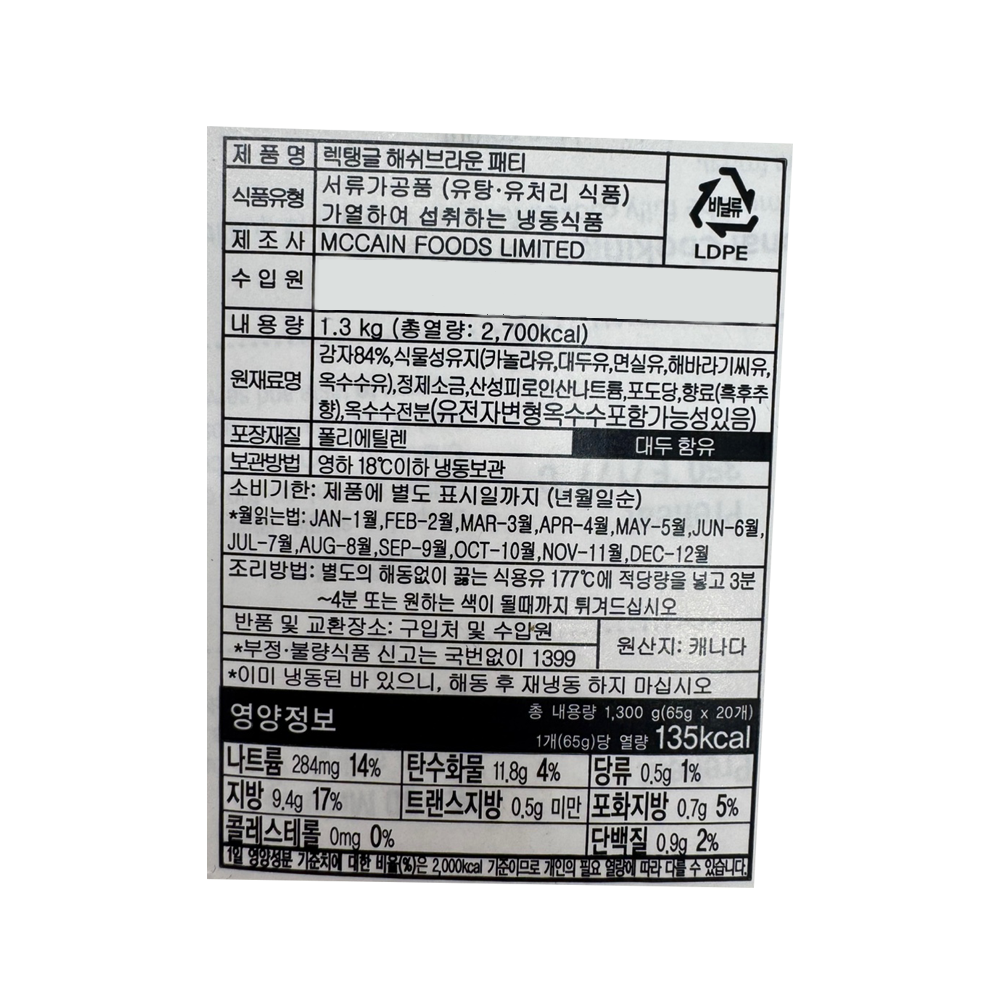 제 품 명 렉탱글 해쉬브라운 패티
식품유형 서류가공품 (유탕·유처리 식품)
가열하여 섭취하는 냉동식품
비닐류
LDPE
제 조 사 MCCAIN FOODS LIMITED
수 입 원
내 용 량 1.3 kg (총열량: 2,700kcal)
원재료명 감자84%,식물성유지(카놀라유,대두유,면실유,해바라기씨유,
옥수수유),정제소금,산성피로인산나트륨,포도당,향료(흑후추
향),옥수수전분(유전자변형옥수수포함가능성있음)
포장재질 폴리에틸렌 대두 함유
보관방법 영하 18℃이하 냉동보관
소비기한: 제품에 별도 표시일까지 (년월일순)
*월읽는법: JAN-1월,FEB-2월,MAR-3월,APR-4월,MAY-5월,JUN-6월,
JUL-7월,AUG-8월,SEP-9월,OCT-10월,NOV-11월,DEC-12월
조리방법: 별도의 해동없이 끓는 식용유 177℃에 적당량을 넣고 3분
~4분 또는 원하는 색이 될때까지 튀겨드십시오
반품 및 교환장소: 구입처 및 수입원
*부정·불량식품 신고는 국번없이 1399
원산지: 캐나다
*이미 냉동된 바 있으니, 해동 후 재냉동 하지 마십시오
영양정보
총 내용량 1,300 g(65g x 20개)
1개(65g)당 열량 135kcal
나트륨 284mg 14% 탄수화물 11.8g 4% 당류 0.5g 1%
지방 9.4g 17% 트랜스지방 0.5g 미만 포화지방 0.7g 5%
콜레스테롤 0mg 0% 단백질 0.9g 2%
1일 영양성분 기준치에 대한 비율(%)은 2,000kcal 기준이므로 개인의 필요 열량에 따라 다를 수 있습니다.